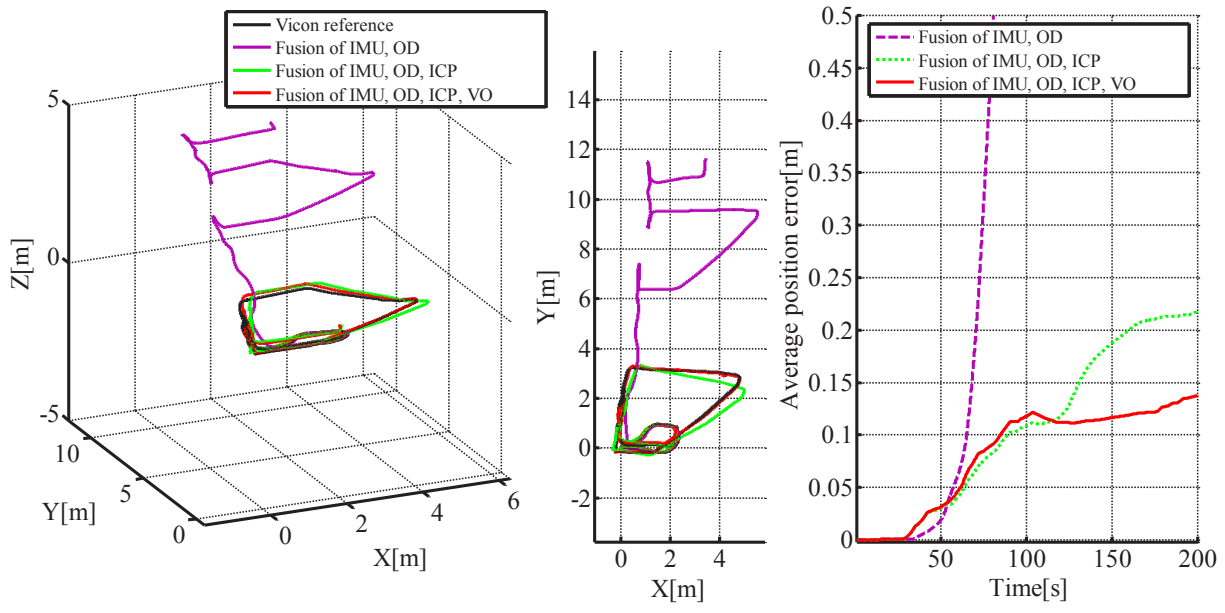 Vicon reference
Fusion of IMU, OD
Fusion of IMU, OD, ICP
Fusion of IMU, OD, ICP, VO
5
0
-5
Z[m]
10
5
0
Y[m]
0
2
4
6
X[m]
14
12
10
8
6
4
2
0
-2
Y[m]
0
2
4
X[m]
Fusion of IMU, OD
Fusion of IMU, OD, ICP
Fusion of IMU, OD, ICP, VO
0.5
0.45
0.4
0.35
0.3
0.25
0.2
0.15
0.1
0.05
0
Average position error[m]
50
100
150
200
Time[s]